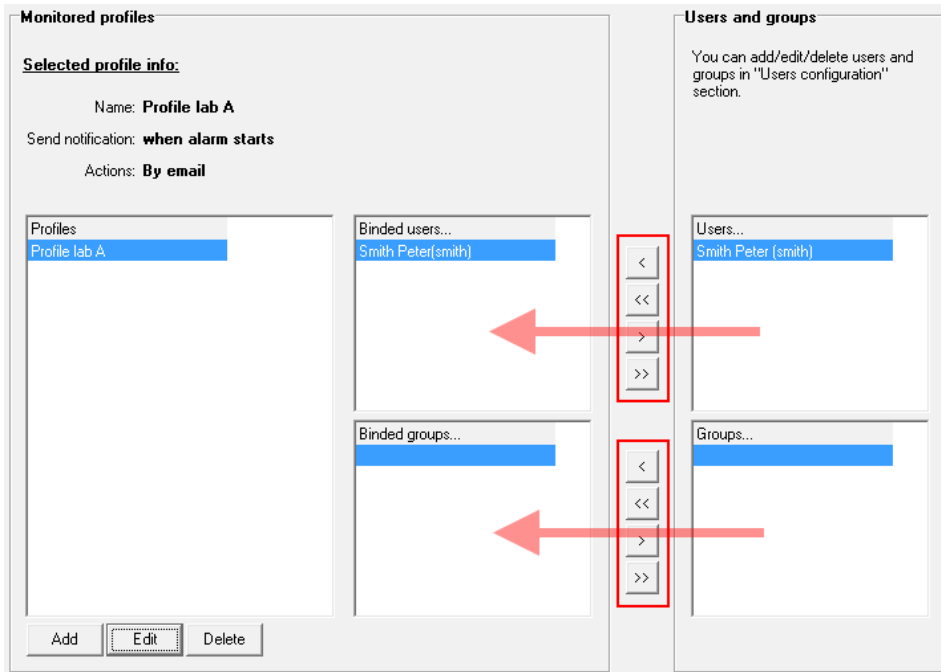 Monitored profiles
Selected profile info:
Name: Profile lab A
Send notification: when alarm starts
Actions: By email
Profiles
Profile lab A
Binded users...
Smith Peter(smith)
Binded groups...
<
<<
>
>>
<
<<
>
>>
Add
Edit
Delete
Users and groups
You can add/edit/delete users and
groups in "Users configuration"
section.
Users...
Smith Peter (smith)
Groups...